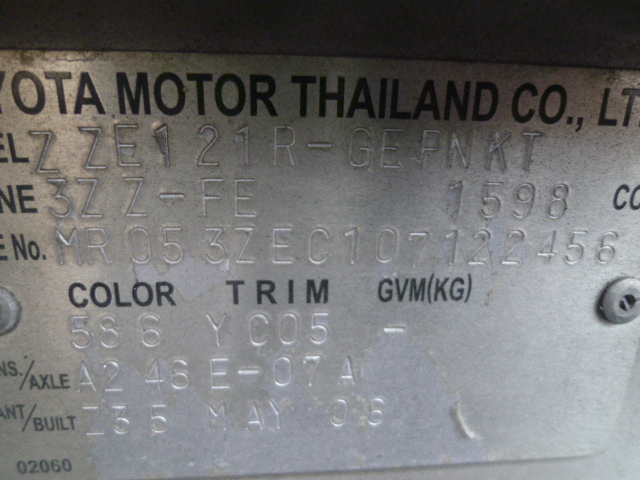 YOTA MOTOR THAILAND CO., LT
EL ZZE121R-GEPNKT
NE 3ZZ-FE 1598 CC
E No. MR053ZEC107122456
COLOR TRIM GVM(KG)
586 YC05 -
NS./AXLE A246E-07A
ANT/BUILT Z35 MAY 06
02060